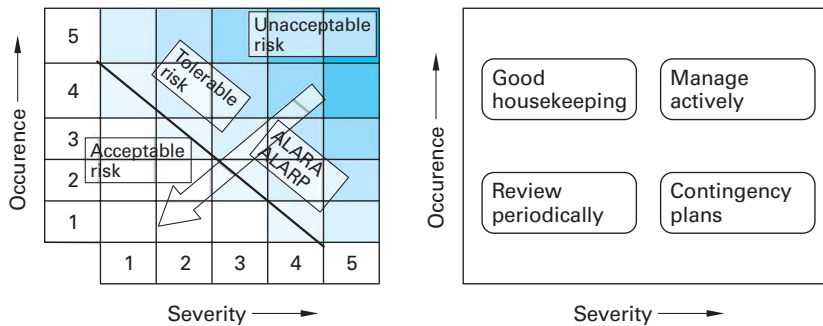 Occurence
5
4
3
2
1
Unacceptable
risk
Tolerable
risk
ALARA
ALARP
Acceptable
risk
1 2 3 4 5
Severity
Occurence
Good
housekeeping
Manage
actively
Review
periodically
Contingency
plans
Severity